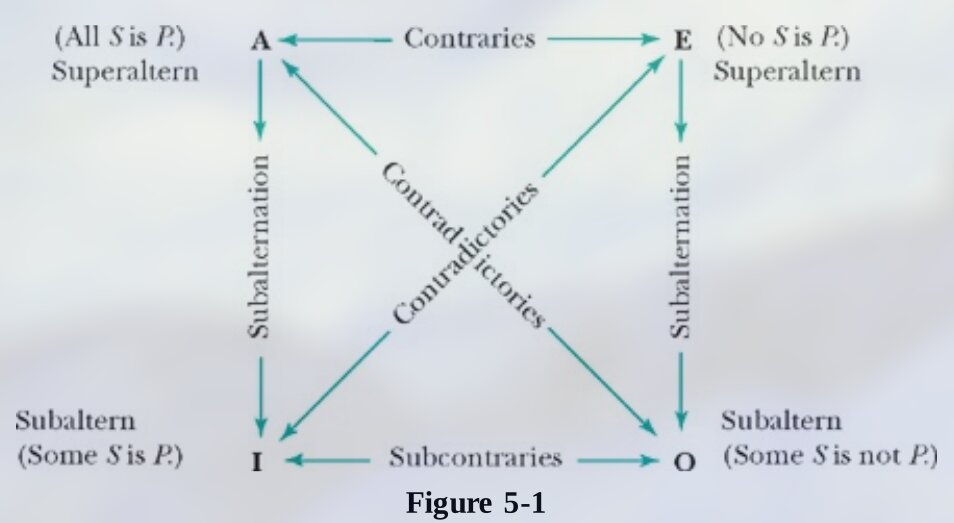 (All S is P.) A Contraries E (No S is P.)
Superaltern Superaltern
Subalternation Contradictories Contradictories Subalternation
Subaltern Subaltern
(Some S is P.) I Subcontraries O (Some S is not P.)
Figure 5-1